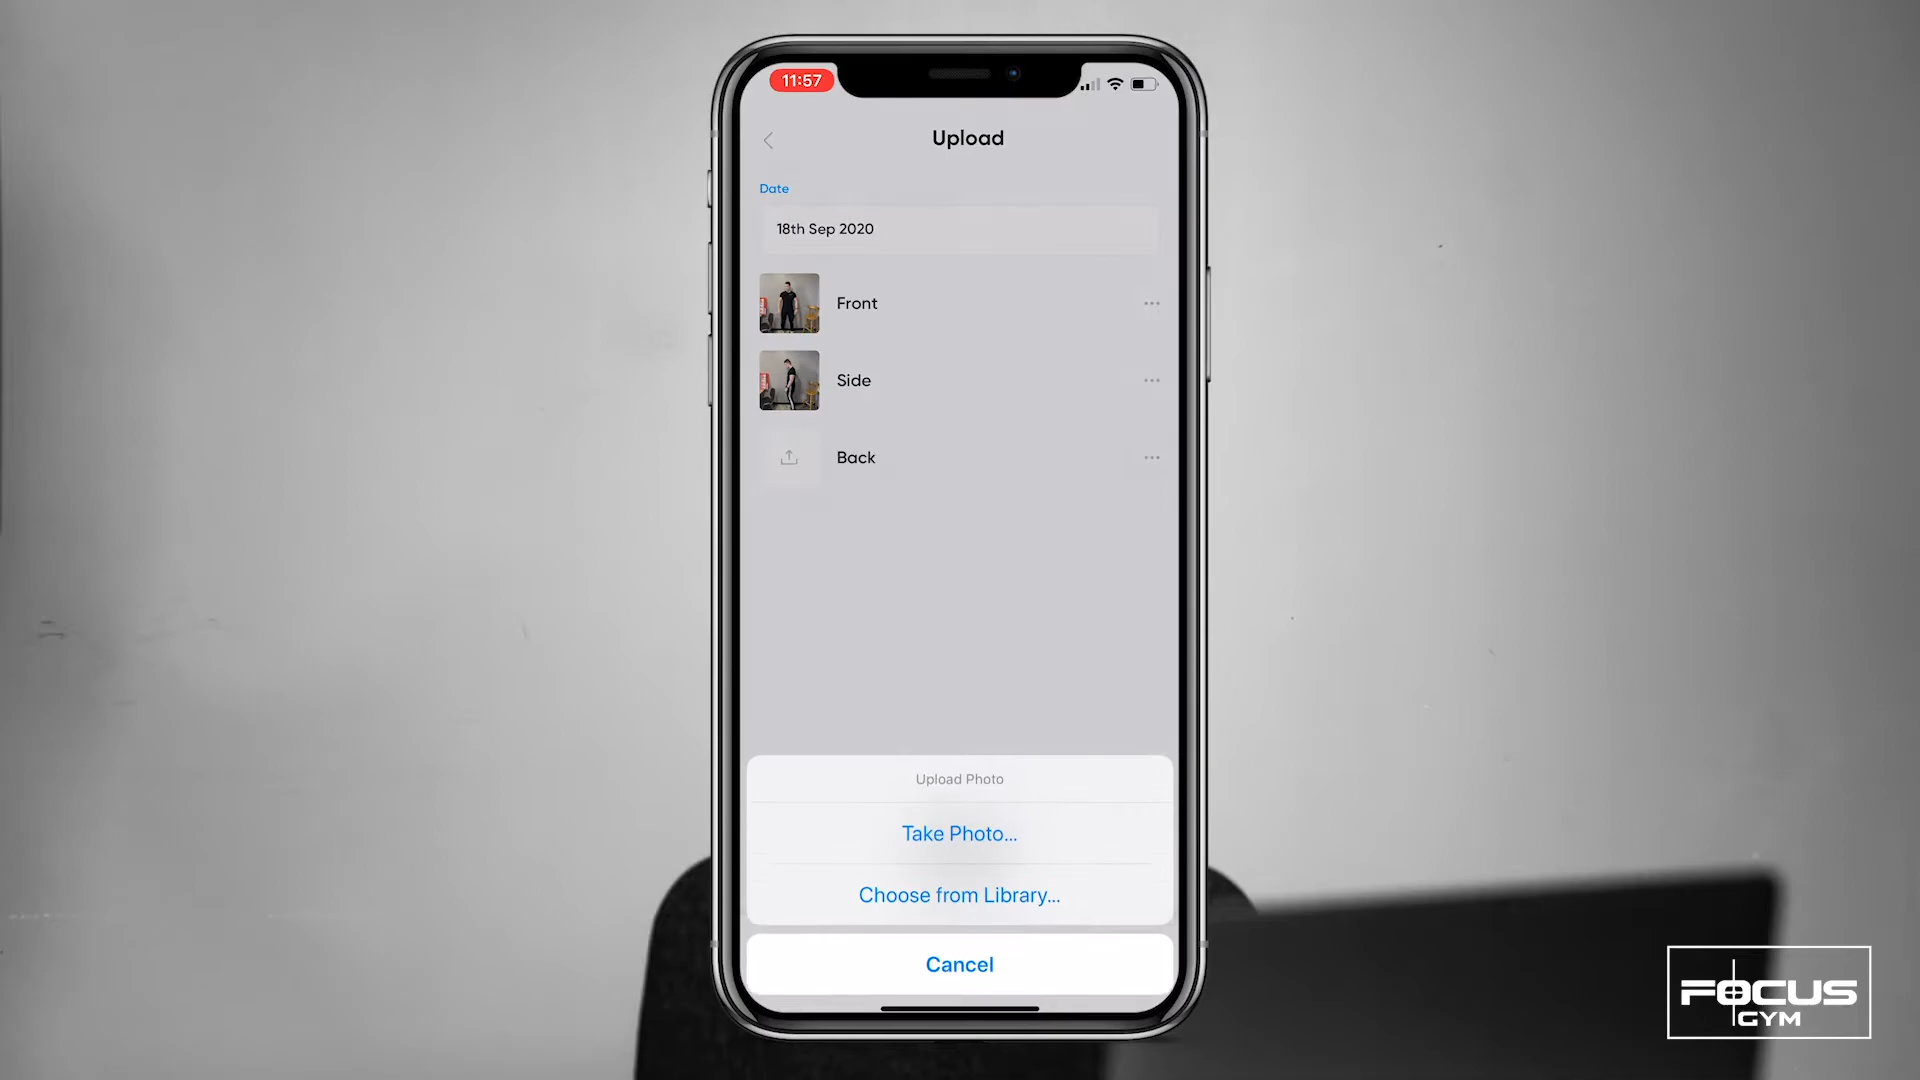 11:57
Upload
Date
18th Sep 2020
Front
Side
Back
Upload Photo
Take Photo...
Choose from Library...
Cancel
FOCUS
GYM